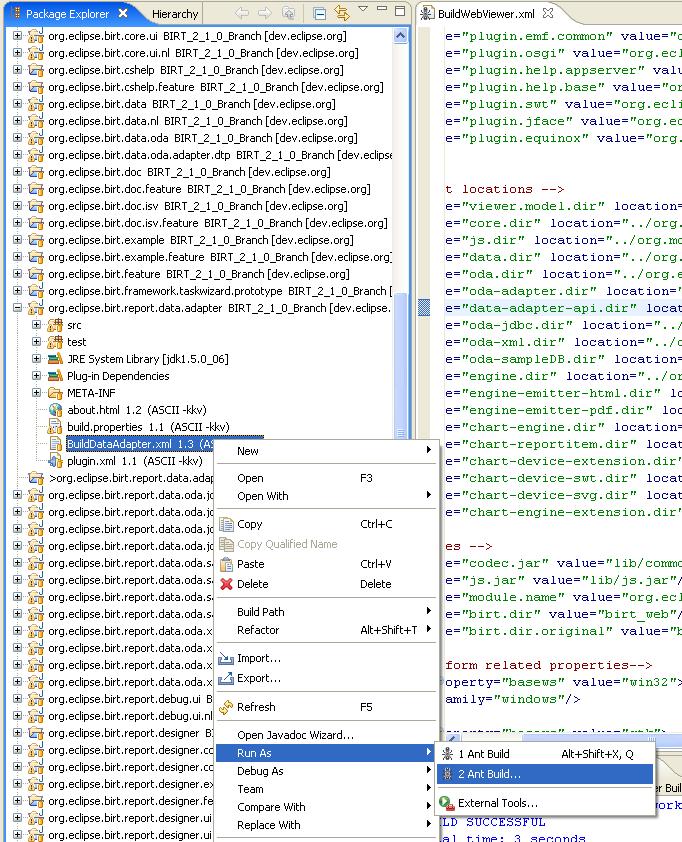 Package Explorer
Hierarchy
org.eclipse.birt.core.ui BIRT_2_1_0_Branch [dev.eclipse.org]
org.eclipse.birt.core.ui.nl BIRT_2_1_0_Branch [dev.eclipse.org]
org.eclipse.birt.cshelp BIRT_2_1_0_Branch [dev.eclipse.org]
org.eclipse.birt.cshelp.feature BIRT_2_1_0_Branch [dev.eclipse.org]
org.eclipse.birt.data BIRT_2_1_0_Branch [dev.eclipse.org]
org.eclipse.birt.data.nl BIRT_2_1_0_Branch [dev.eclipse.org]
org.eclipse.birt.data.oda BIRT_2_1_0_Branch [dev.eclipse.org]
org.eclipse.birt.data.oda.adapter.dtp BIRT_2_1_0_Branch [dev.eclipse
org.eclipse.birt.doc BIRT_2_1_0_Branch [dev.eclipse.org]
org.eclipse.birt.doc.feature BIRT_2_1_0_Branch [dev.eclipse.org]
org.eclipse.birt.doc.isv BIRT_2_1_0_Branch [dev.eclipse.org]
org.eclipse.birt.doc.isv.feature BIRT_2_1_0_Branch [dev.eclipse.org]
org.eclipse.birt.example BIRT_2_1_0_Branch [dev.eclipse.org]
org.eclipse.birt.example.feature BIRT_2_1_0_Branch [dev.eclipse.org]
org.eclipse.birt.feature BIRT_2_1_0_Branch [dev.eclipse.org]
org.eclipse.birt.framework.taskwizard.prototype BIRT_2_1_0_Branch [
org.eclipse.birt.report.data.adapter BIRT_2_1_0_Branch [dev.eclipse.
src
test
JRE System Library [jdk1.5.0_06]
Plug-in Dependencies
META-INF
about.html 1.2 (ASCII -kkv)
build.properties 1.1 (ASCII -kkv)
BuildDataAdapter.xml 1.3 (AS
plugin.xml 1.1 (ASCII -kkv)
>org.eclipse.birt.report.data.adap
org.eclipse.birt.report.data.oda.jd
org.eclipse.birt.report.data.oda.jd
org.eclipse.birt.report.data.oda.jd
org.eclipse.birt.report.data.oda.sa
org.eclipse.birt.report.data.oda.sa
org.eclipse.birt.report.data.oda.sa
org.eclipse.birt.report.data.oda.sa
org.eclipse.birt.report.data.oda.sa
org.eclipse.birt.report.data.oda.x
org.eclipse.birt.report.data.oda.x
org.eclipse.birt.report.data.oda.x
org.eclipse.birt.report.data.oda.x
org.eclipse.birt.report.debug.ui B
org.eclipse.birt.report.debug.ui.nl
org.eclipse.birt.report.designer B
org.eclipse.birt.report.designer.co
org.eclipse.birt.report.designer.co
org.eclipse.birt.report.designer.ex
org.eclipse.birt.report.designer.fe
org.eclipse.birt.report.designer.co
org.eclipse.birt.report.designer.ui
New
Open F3
Open With
Copy Ctrl+C
Copy Qualified Name
Paste Ctrl+V
Delete Delete
Build Path
Refactor Alt+Shift+T
Import...
Export...
Refresh F5
Open Javadoc Wizard...
Run As
Debug As
Team
Compare With
Replace With
1 Ant Build Alt+Shift+X, Q
2 Ant Build...
External Tools...
BuildWebViewer.xml
e="plugin.emf.common" value="o
e="plugin.osgi" value="org.ecl
e="plugin.help.appserver" valu
e="plugin.help.base" value="or
e="plugin.swt" value="org.ecli
e="plugin.jface" value="org.ec
e="plugin.equinox" value="org.
t locations -->
e="viewer.model.dir" location=
e="core.dir" location="../org.
e="js.dir" location="../org.mo
e="data.dir" location="../org.
e="oda.dir" location="../org.e
e="oda-adapter.dir" location="
e="data-adapter-api.dir" locat
e="oda-jdbc.dir" location="../
e="oda-xml.dir" location="../o
e="oda-sampleDB.dir" location=
e="engine.dir" location="../or
e="engine-emitter-html.dir" lo
e="engine-emitter-pdf.dir" loc
e="chart-engine.dir" location=
e="chart-reportitem.dir" locat
e="chart-device-extension.dir"
e="chart-device-swt.dir" locat
e="chart-device-svg.dir" locat
e="chart-engine-extension.dir"
es -->
e="codec.jar" value="lib/commo
e="js.jar" value="lib/js.jar"/
e="module.name" value="org.ecl
e="birt.dir" value="birt_web"/
e="birt.dir.original" value="b
form related properties-->
operty="basews" value="win32">
amily="windows"/>
er Buil
work
LD SUCCESSFUL
al time: 3 seconds